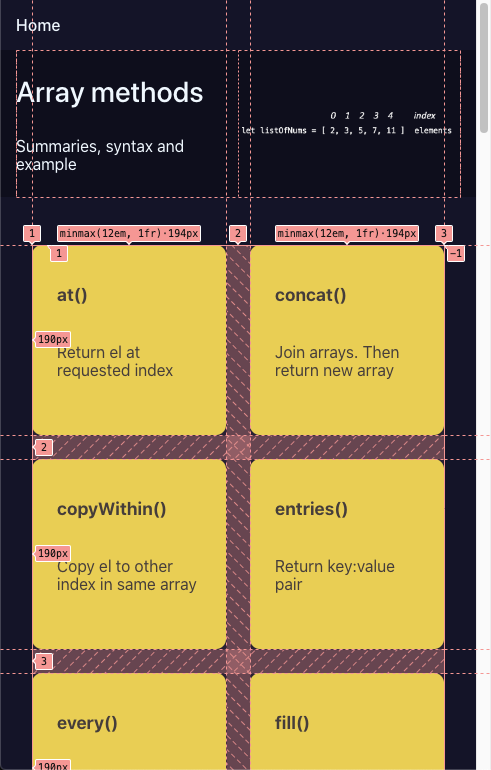 Home
Array methods
Summaries, syntax and
example
0 1 2 3 4 index
let listOfNums = [ 2, 3, 5, 7, 11 ] elements
1 minmax(12em, 1fr)·194px 2 minmax(12em, 1fr)·194px 3
1 −1
at() concat()
190px
Return el at
requested index
Join arrays. Then
return new array
2
copyWithin() entries()
190px
Copy el to other
index in same array
Return key:value
pair
3
every() fill()
190px